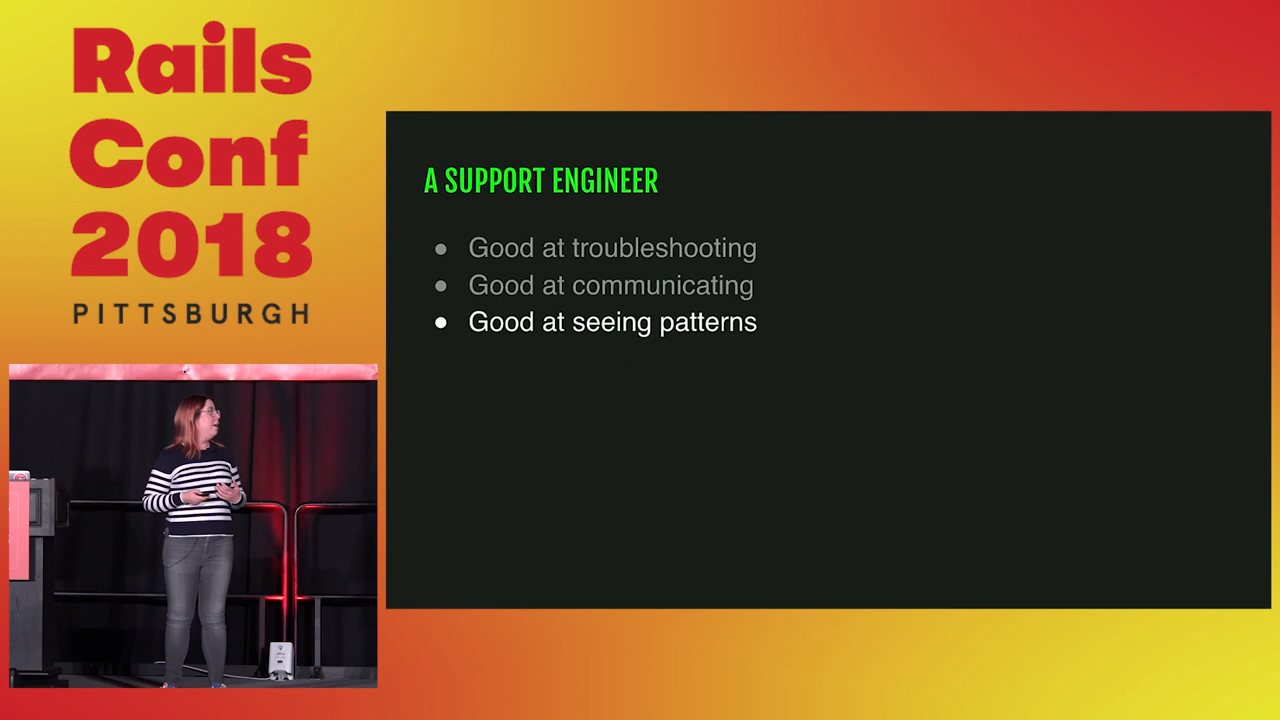 Rails
Conf
2018
PITTSBURGH
A SUPPORT ENGINEER
● Good at troubleshooting
● Good at communicating
● Good at seeing patterns